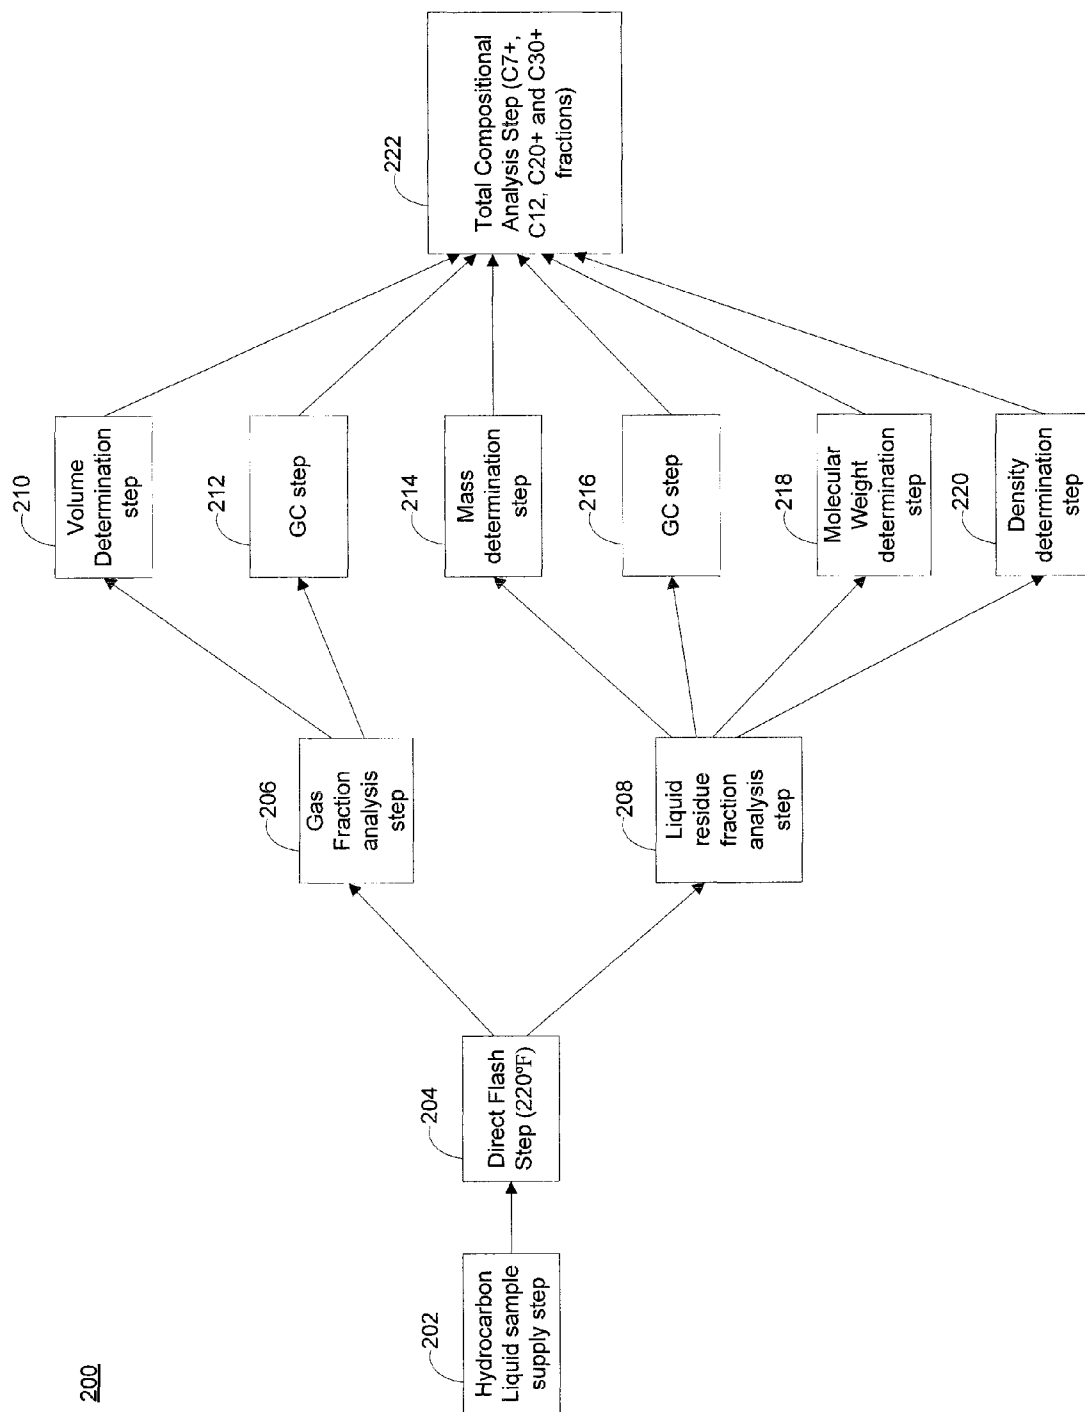 200
202
Hydrocarbon
Liquid sample
supply step
204
Direct Flash
Step (220°F)
206
Gas
Fraction
analysis
step
208
Liquid
residue
fraction
analysis
step
210
Volume
Determination
step
212
GC step
214
Mass
determination
step
216
GC step
218
Molecular
Weight
determination
step
220
Density
determination
step
222
Total Compositional
Analysis Step (C7+,
C12, C20+ and C30+
fractions)